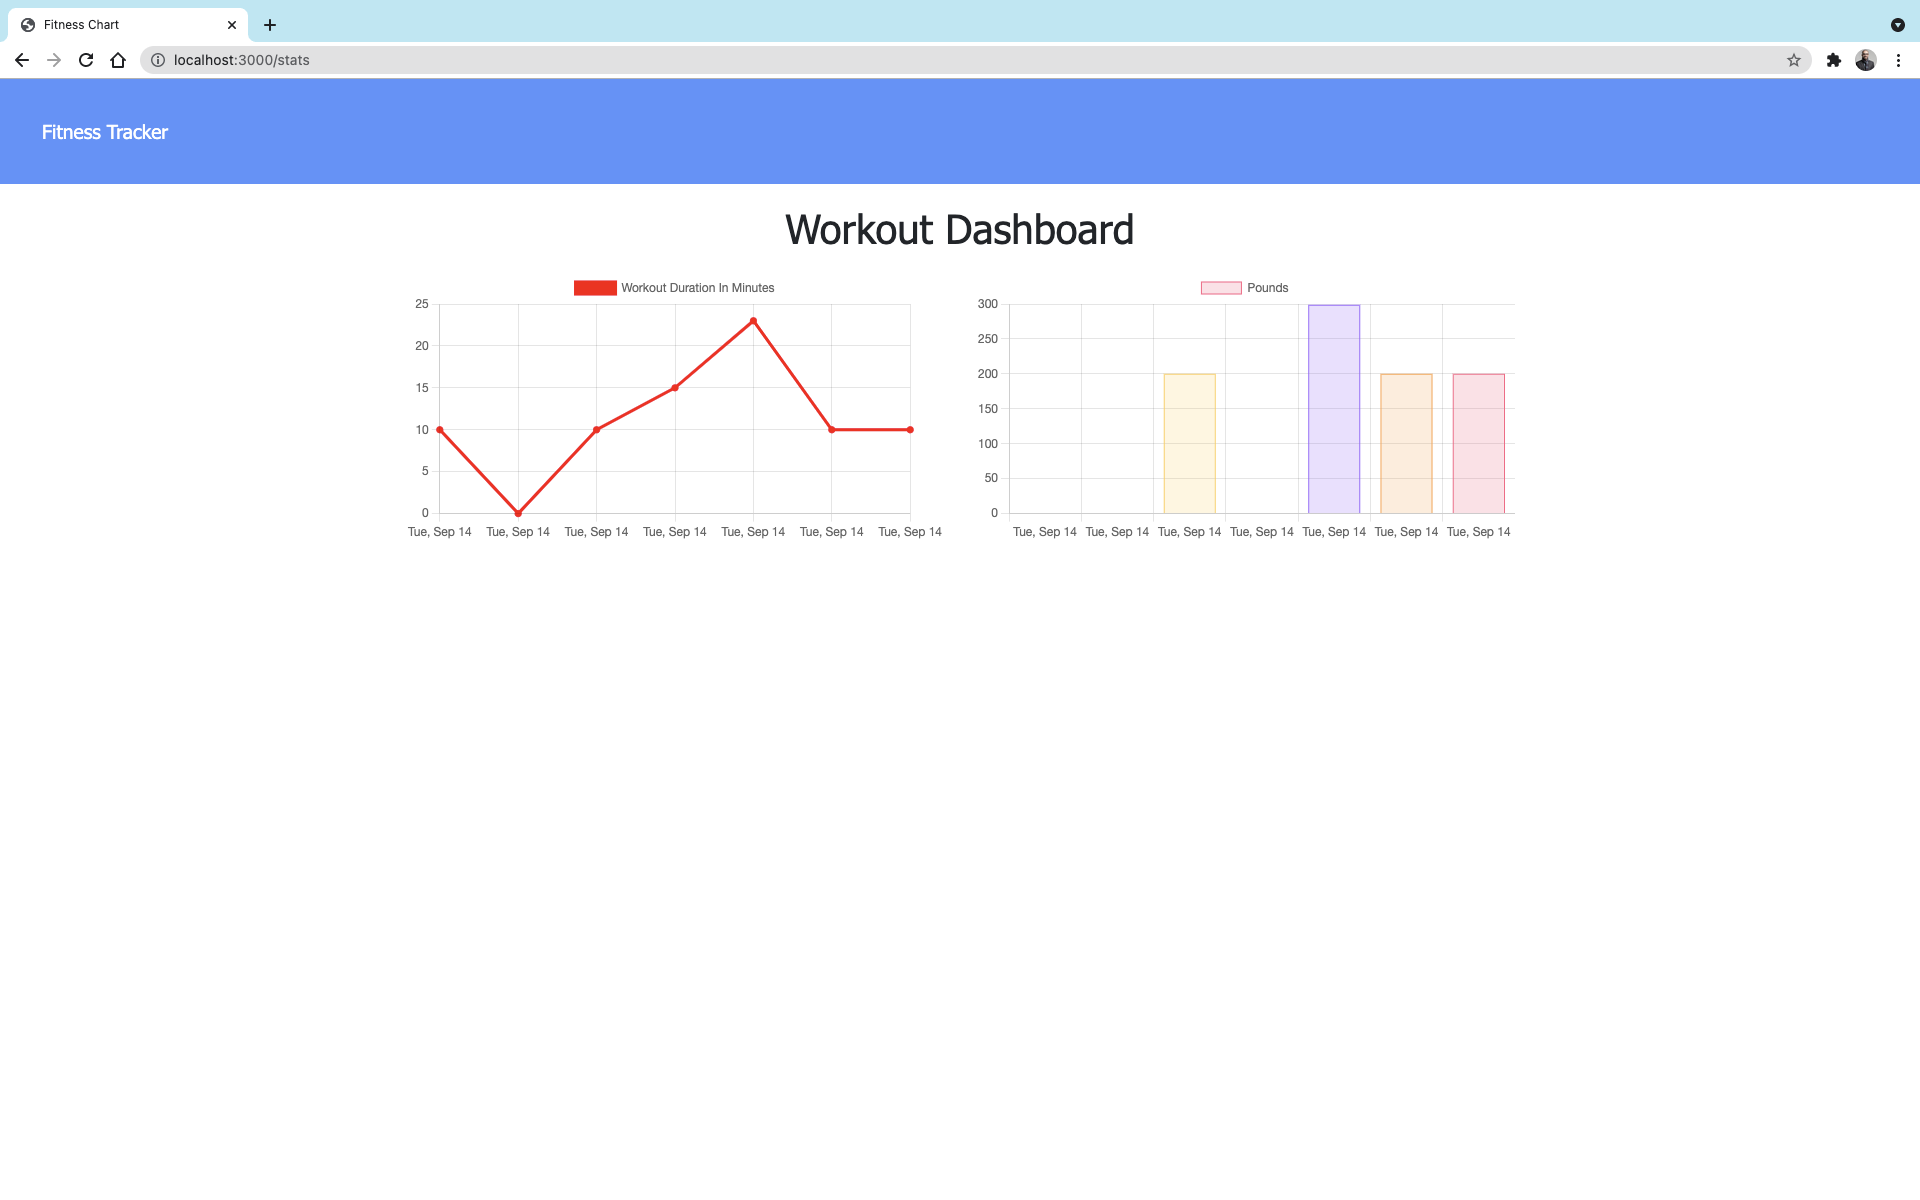 Fitness Chart
localhost:3000/stats
Fitness Tracker
Workout Dashboard
Workout Duration In Minutes
25
20
15
10
5
0
Tue, Sep 14 Tue, Sep 14 Tue, Sep 14 Tue, Sep 14 Tue, Sep 14 Tue, Sep 14 Tue, Sep 14
Pounds
300
250
200
150
100
50
0
Tue, Sep 14 Tue, Sep 14 Tue, Sep 14 Tue, Sep 14 Tue, Sep 14 Tue, Sep 14 Tue, Sep 14